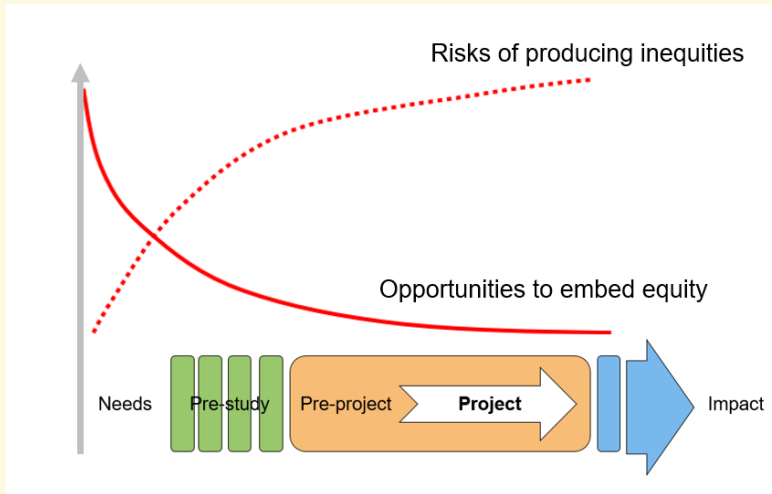 Risks of producing inequities
Opportunities to embed equity
Needs
Pre-study
Pre-project
Project
Impact